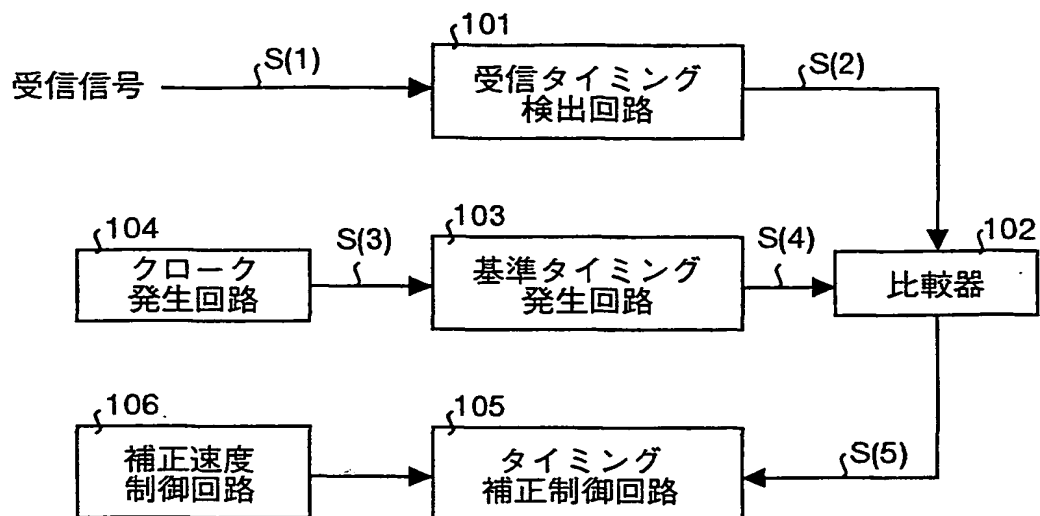 101
S(1)
S(2)
受信信号
受信タイミング
検出回路
104
S(3)
103
S(4)
102
クローク
発生回路
基準タイミング
発生回路
比較器
106
105
補正速度
制御回路
タイミング
補正制御回路
S(5)